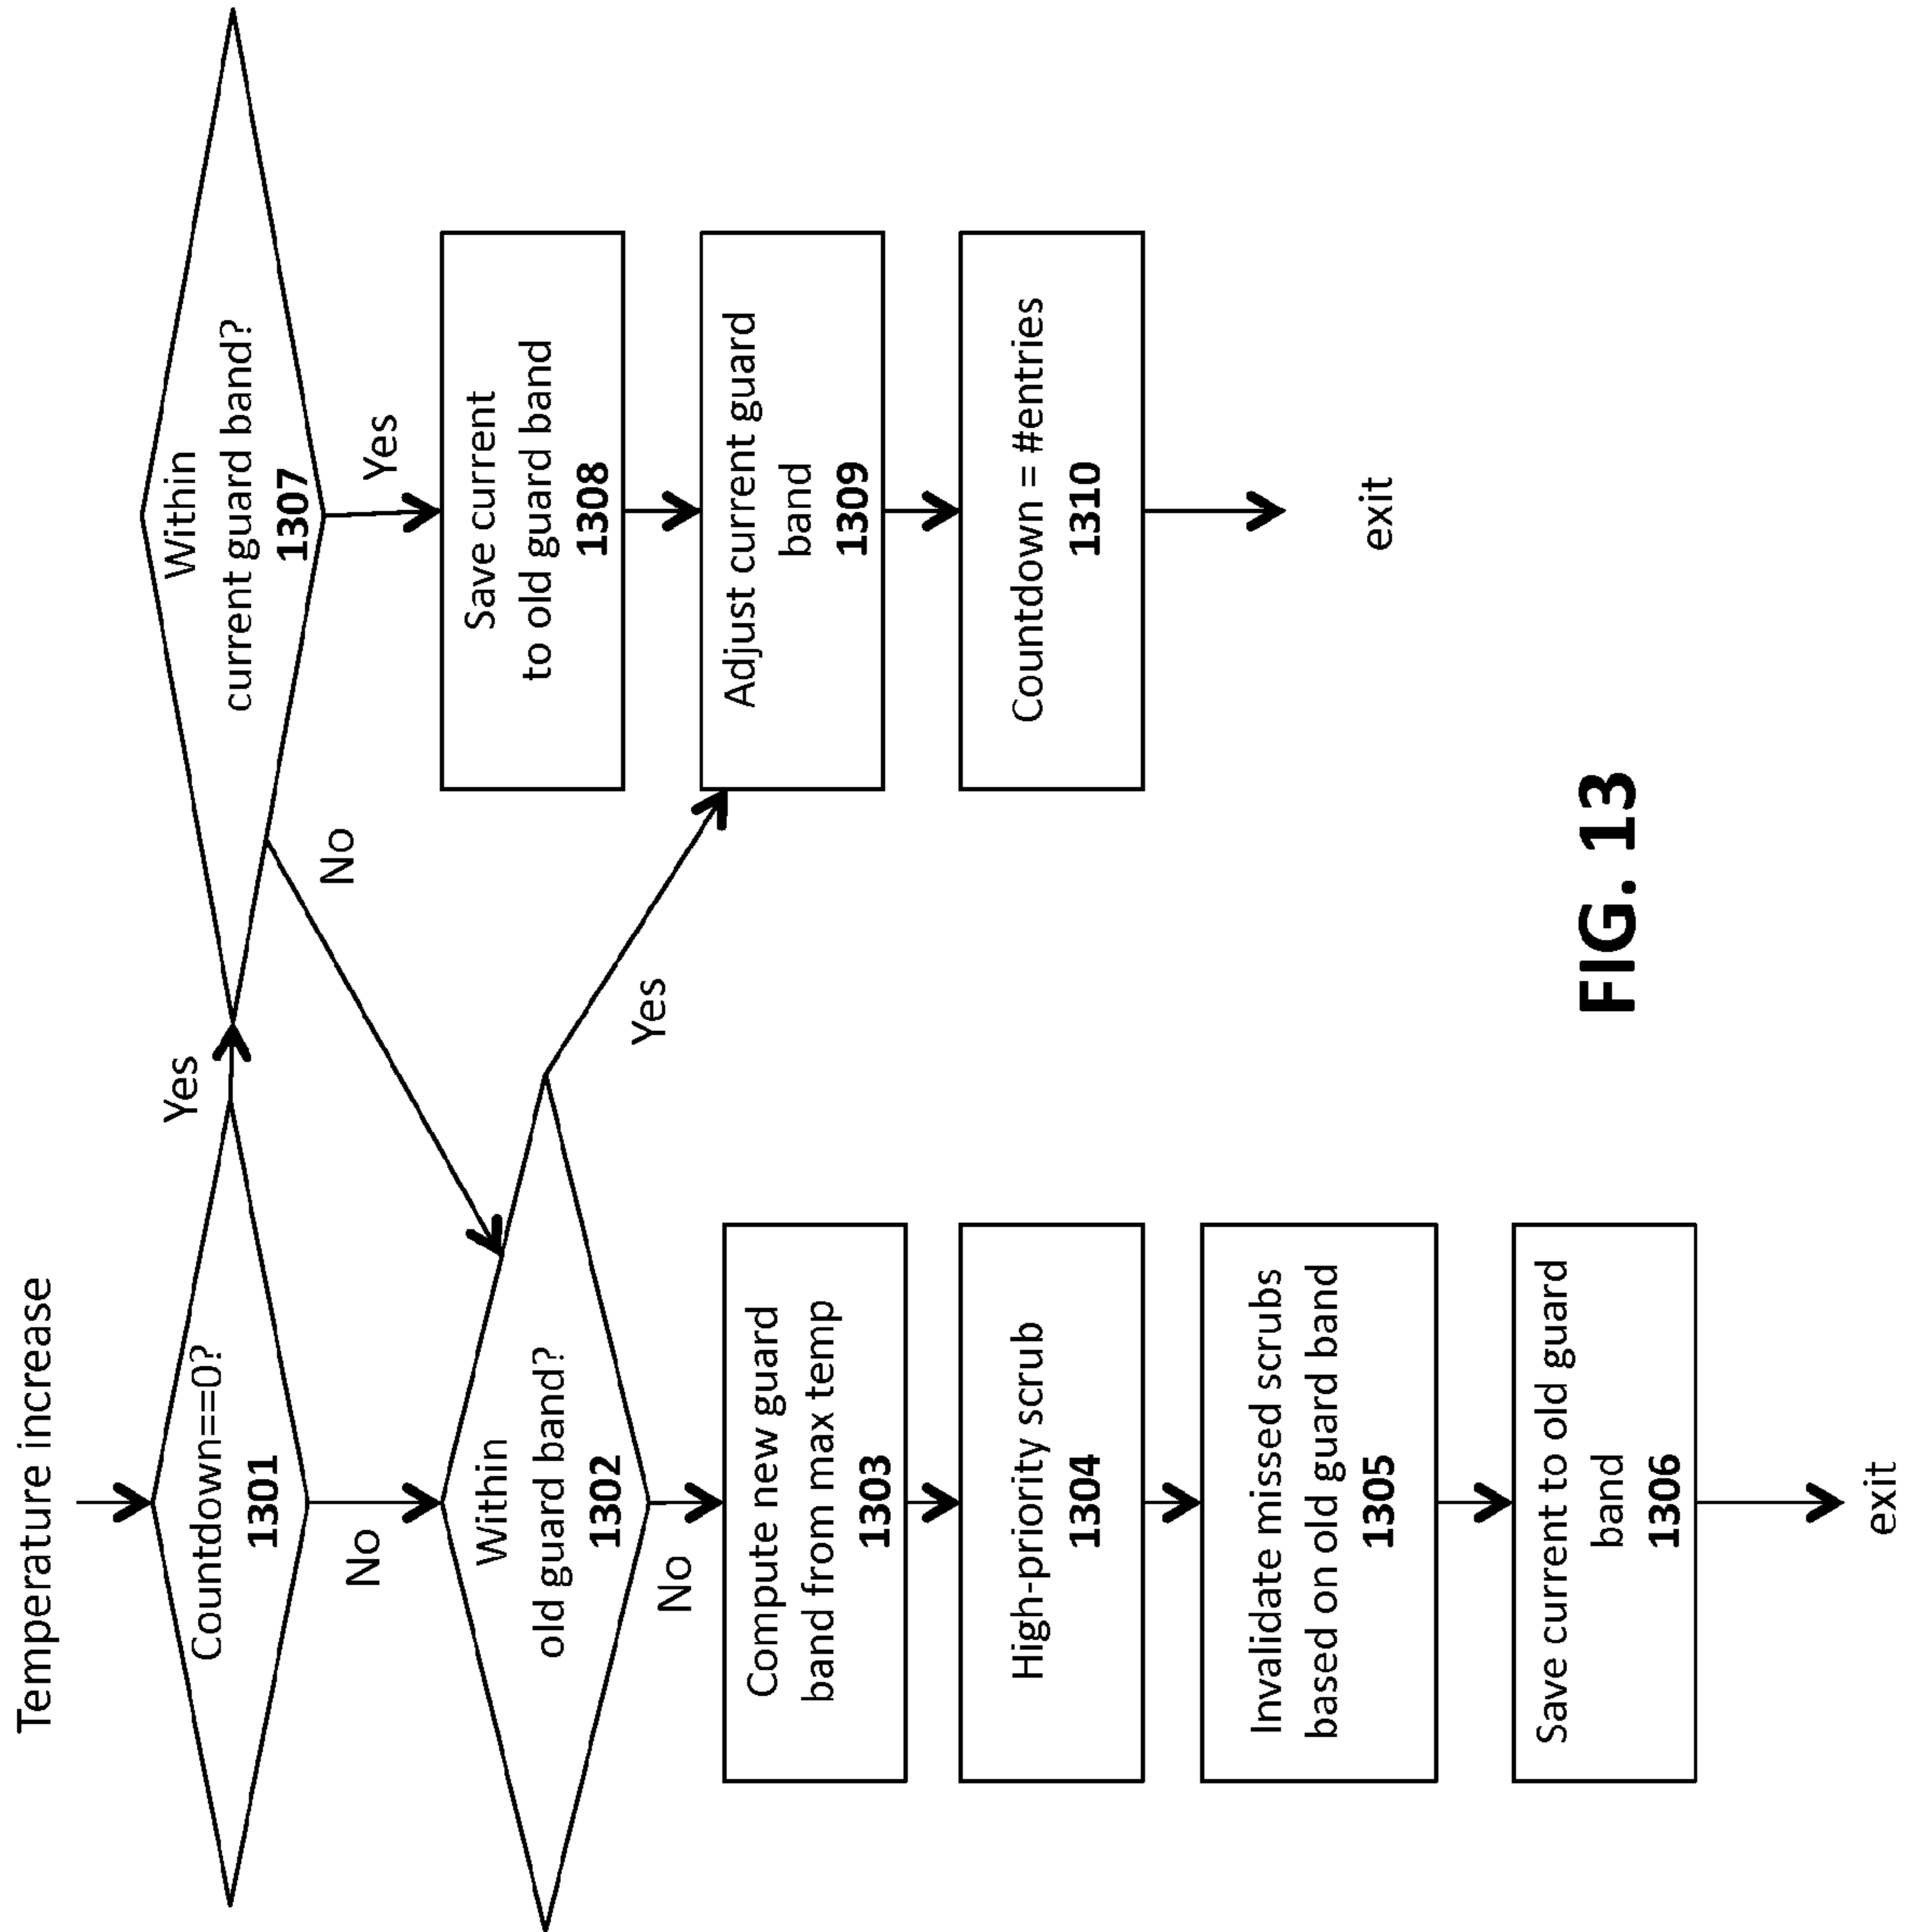 Temperature increase
Countdown==0?
1301
Yes
No
Within
current guard band?
1307
Yes
No
Within
old guard band?
1302
Yes
No
Save current
to old guard band
1308
Adjust current guard
band
1309
Countdown = #entries
1310
exit
Compute new guard
band from max temp
1303
High-priority scrub
1304
Invalidate missed scrubs
based on old guard band
1305
Save current to old guard
band
1306
exit
FIG. 13